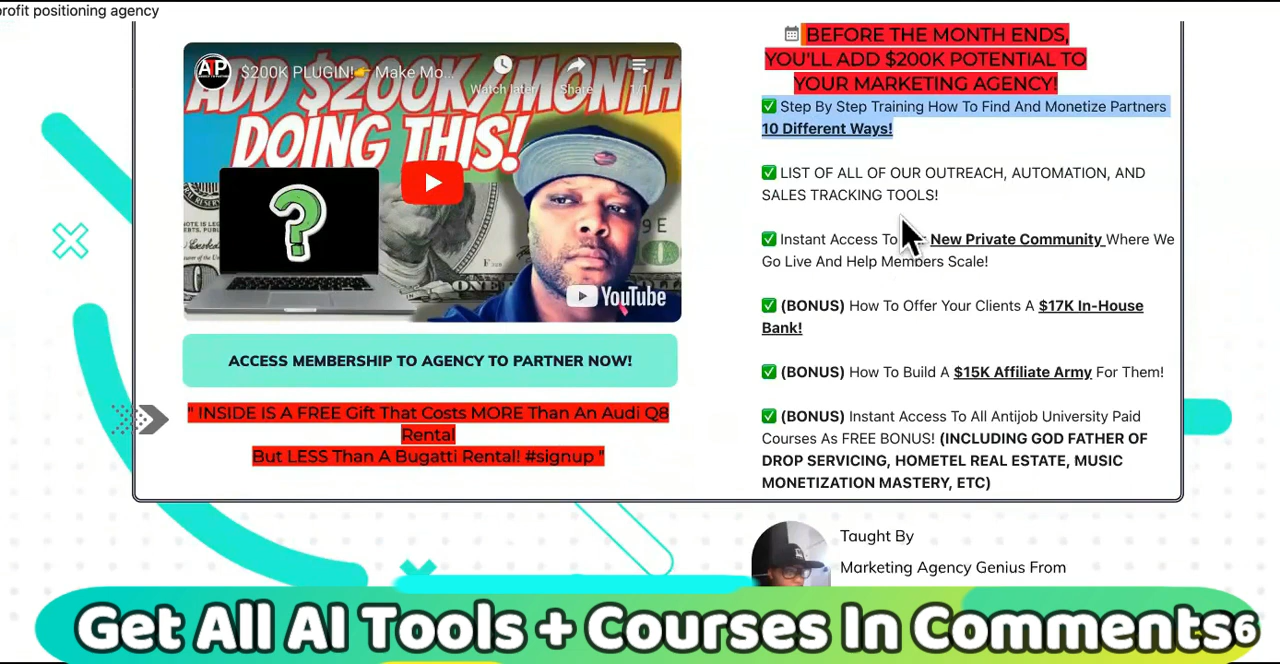 rofit positioning agency
AP
$200K PLUGIN!👉 Make Mo...
Watch later
Share
1/1
ADD $200K/MONTH
DOING THIS!
ONE
YouTube
ACCESS MEMBERSHIP TO AGENCY TO PARTNER NOW!
" INSIDE IS A FREE Gift That Costs MORE Than An Audi Q8
Rental
But LESS Than A Bugatti Rental! #signup "
BEFORE THE MONTH ENDS,
YOU'LL ADD $200K POTENTIAL TO
YOUR MARKETING AGENCY!
✅ Step By Step Training How To Find And Monetize Partners
10 Different Ways!
✅ LIST OF ALL OF OUR OUTREACH, AUTOMATION, AND
SALES TRACKING TOOLS!
✅ Instant Access To New Private Community Where We
Go Live And Help Members Scale!
✅ (BONUS) How To Offer Your Clients A $17K In-House
Bank!
✅ (BONUS) How To Build A $15K Affiliate Army For Them!
✅ (BONUS) Instant Access To All Antijob University Paid
Courses As FREE BONUS! (INCLUDING GOD FATHER OF
DROP SERVICING, HOMETEL REAL ESTATE, MUSIC
MONETIZATION MASTERY, ETC)
Taught By
Marketing Agency Genius From
Get All AI Tools + Courses In Comments6